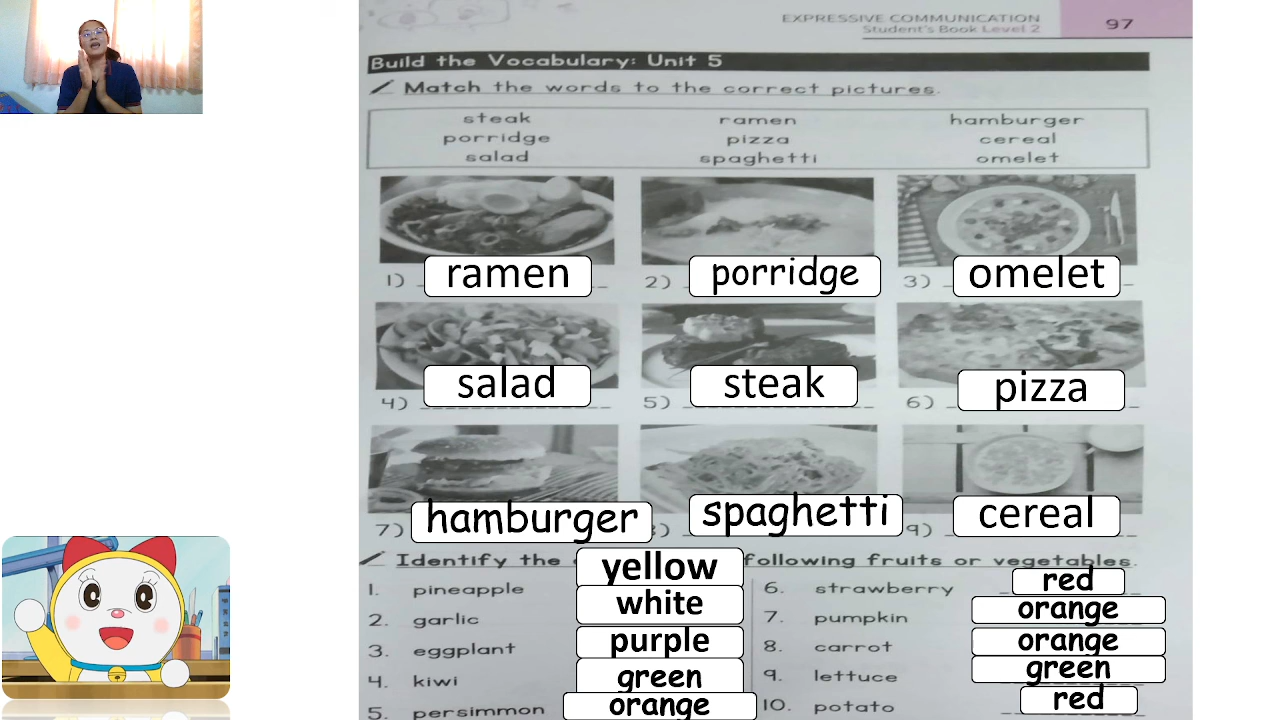 EXPRESSIVE COMMUNICATION
Student's Book Level 2
97
Build the Vocabulary: Unit 5
Match the words to the correct pictures.
steak ramen hamburger
porridge pizza cereal
salad spaghetti omelet
1) ramen 2) porridge 3) omelet
4) salad 5) steak 6) pizza
7) hamburger ) spaghetti 9) cereal
Identify the following fruits or vegetables.
1. pineapple yellow 6. strawberry red
2. garlic white 7. pumpkin orange
3. eggplant purple 8. carrot orange
4. kiwi green 9. lettuce green
5. persimmon orange 10. potato red